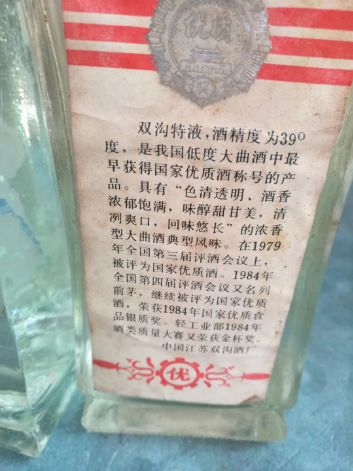 优质
双沟特液，酒精度为39°
度，是我国低度大曲酒中最
早获得国家优质酒称号的产
品。具有“色清透明、酒香
浓郁饱满，味醇甜甘美，清
冽爽口，回味悠长”的浓香
型大曲酒典型风味。在1979
年全国第三届评酒会议上，
被评为国家优质酒。1984年
全国第四届评酒会议又名列
前茅，继续被评为国家优质
酒，荣获1984年国家优质食
品银质奖。轻工业部1984年
酒类质量大赛又荣获金杯奖。
中国江苏双沟酒厂
优